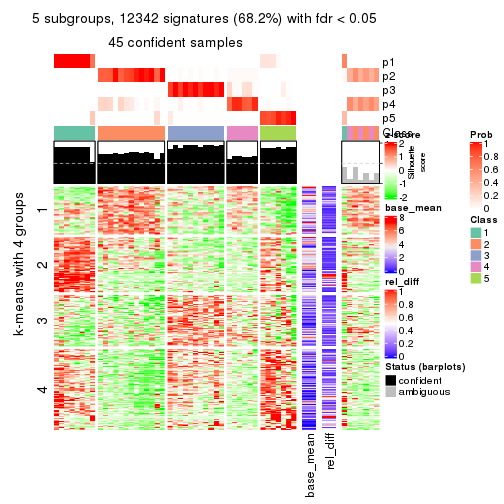 5 subgroups, 12342 signatures (68.2%) with fdr < 0.05
45 confident samples
p1
p2
p3
p4
p5
Class
z-score
2
1
0
-1
-2
Silhouette
score
base_mean
8
6
4
2
0
rel_diff
1
0.8
0.6
0.4
0.2
0
Status (barplots)
confident
ambiguous
Prob
1
0.8
0.6
0.4
0.2
0
Class
1
2
3
4
5
k-means with 4 groups
1
2
3
4
base_mean
rel_diff